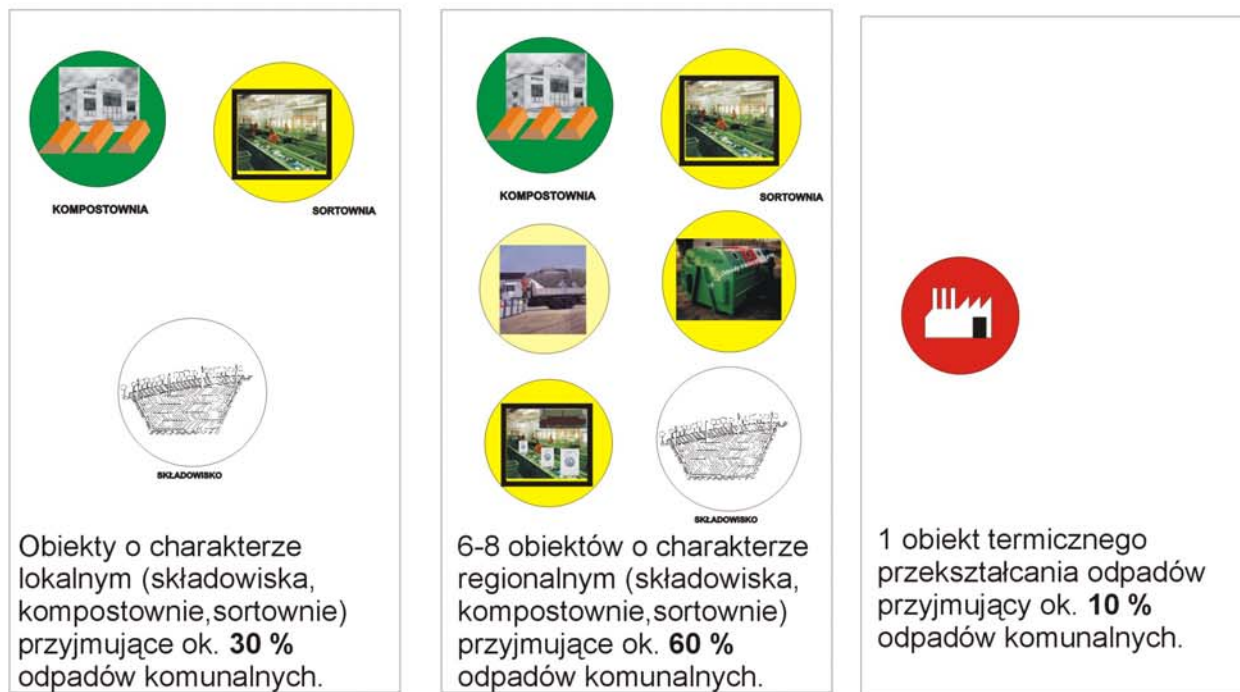 KOMPOSTOWNIA
SORTOWNIA
SKŁADOWISKO
Obiekty o charakterze
lokalnym (składowiska,
kompostownie,sortownie)
przyjmujące ok. 30 %
odpadów komunalnych.
KOMPOSTOWNIA
SORTOWNIA
SKŁADOWISKO
6-8 obiektów o charakterze
regionalnym (składowiska,
kompostownie,sortownie)
przyjmujące ok. 60 %
odpadów komunalnych.
1 obiekt termicznego
przekształcania odpadów
przyjmujący ok. 10 %
odpadów komunalnych.